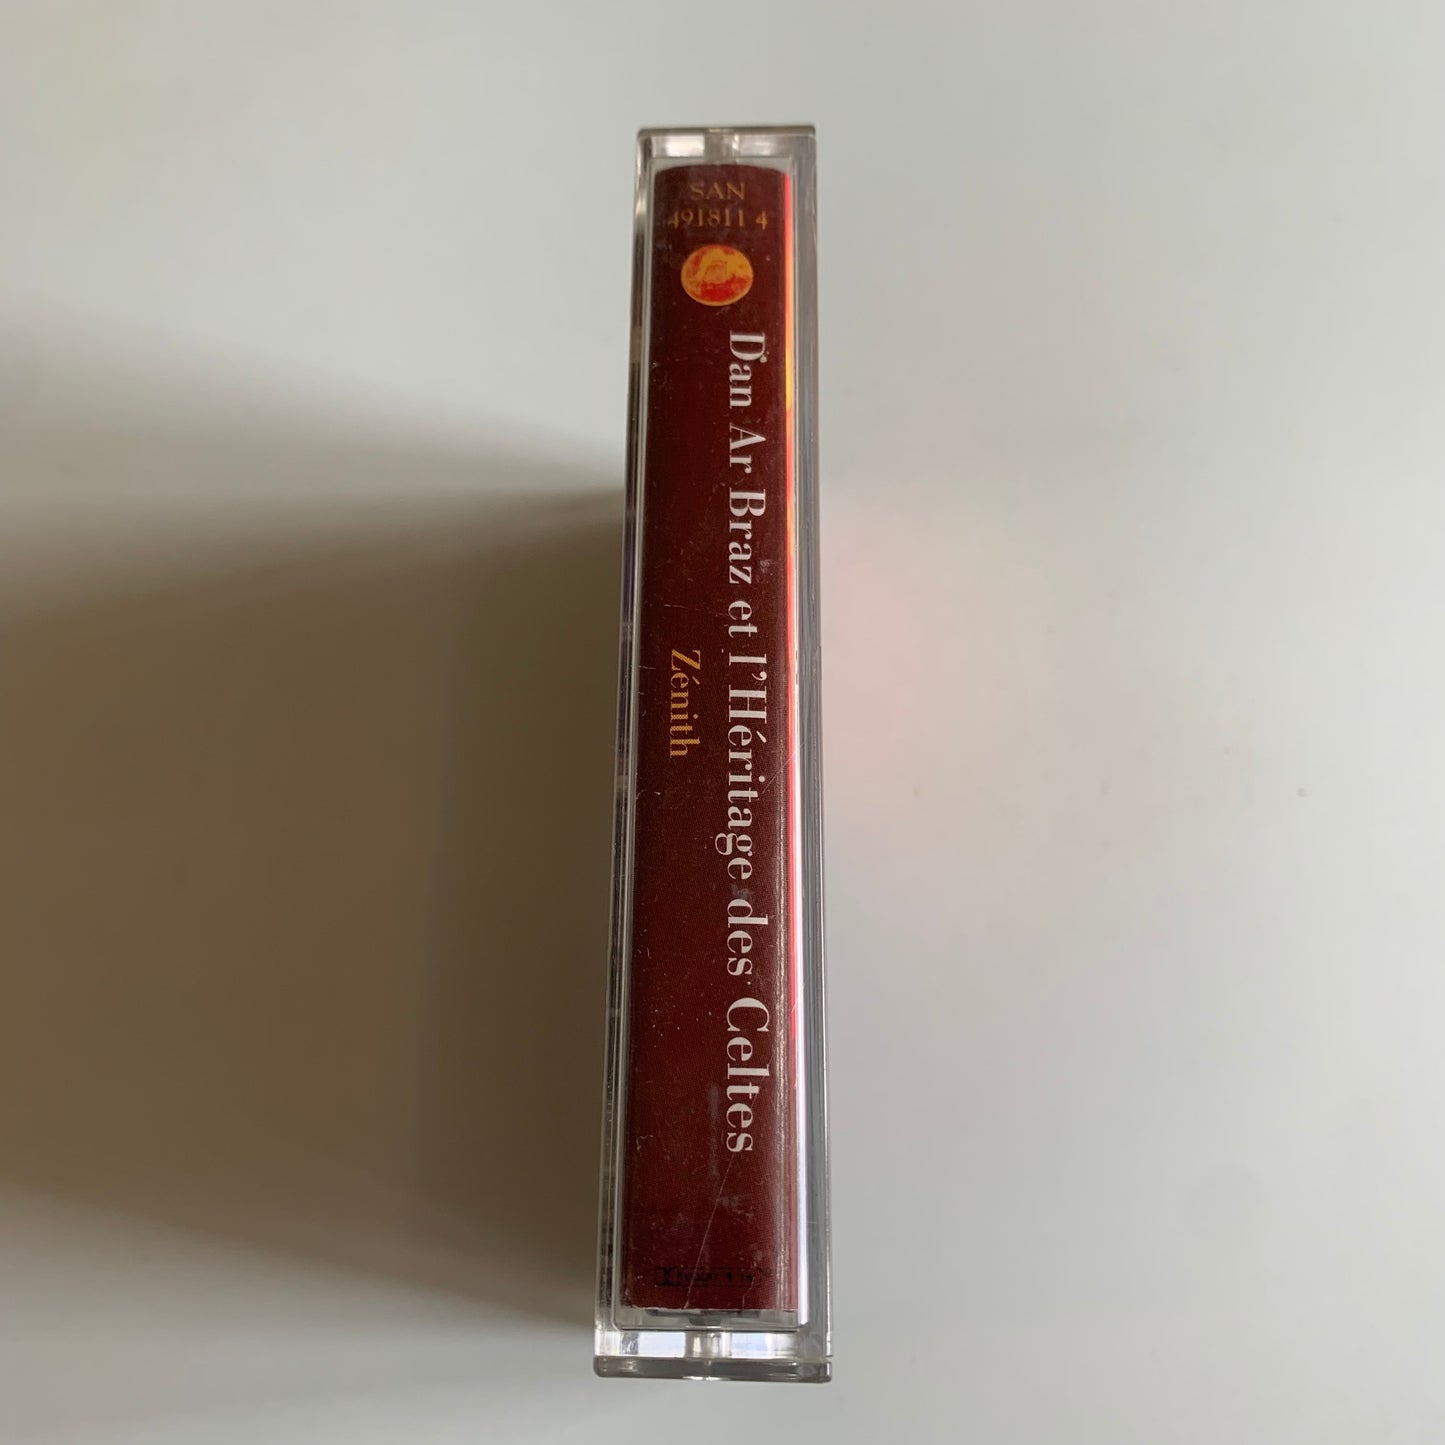 SAN
491811 4
Dan Ar Braz et l'Héritage des Celtes
Zénith